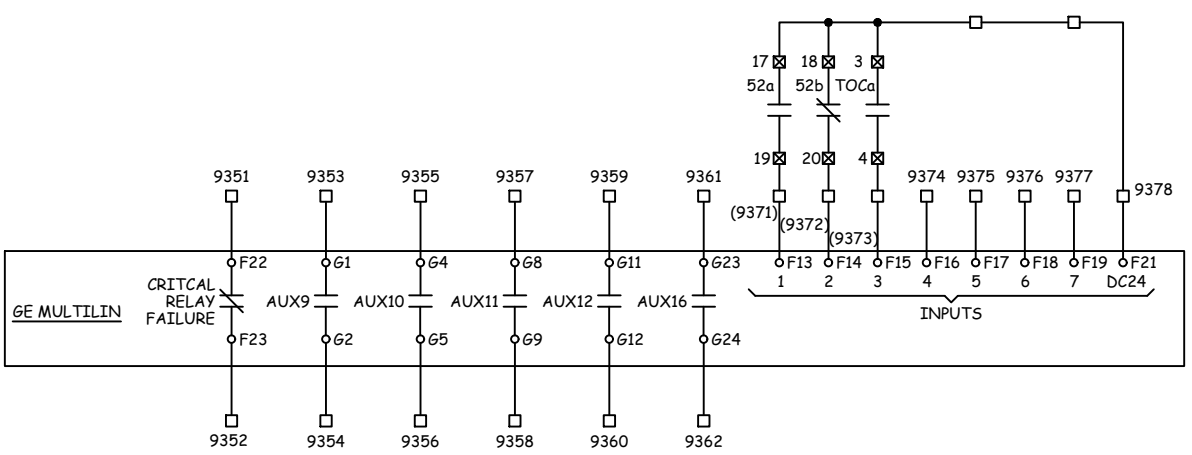 17
18
3
52a
52b
TOCa
19
20
4
9351
9353
9355
9357
9359
9361
9374
9375
9376
9377
9378
(9371)
(9372)
(9373)
F22
G1
G4
G8
G11
G23
F13
F14
F15
F16
F17
F18
F19
F21
1
2
3
4
5
6
7
DC24
CRITCAL
RELAY
FAILURE
AUX9
AUX10
AUX11
AUX12
AUX16
GE MULTILIN
INPUTS
F23
G2
G5
G9
G12
G24
9352
9354
9356
9358
9360
9362